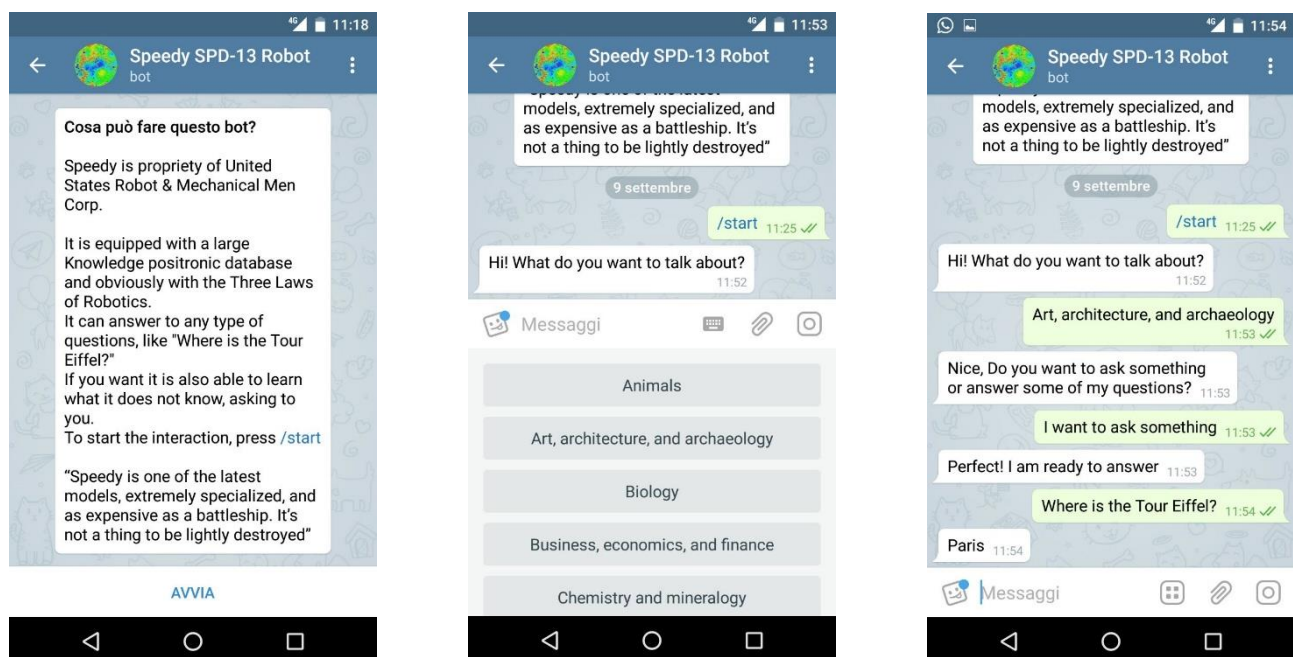 4G 11:18
Speedy SPD-13 Robot
bot
Cosa può fare questo bot?
Speedy is propriety of United
States Robot & Mechanical Men
Corp.
It is equipped with a large
Knowledge positronic database
and obviously with the Three Laws
of Robotics.
It can answer to any type of
questions, like "Where is the Tour
Eiffel?"
If you want it is also able to learn
what it does not know, asking to
you.
To start the interaction, press /start
“Speedy is one of the latest
models, extremely specialized, and
as expensive as a battleship. It's
not a thing to be lightly destroyed”
AVVIA
4G 11:53
Speedy SPD-13 Robot
bot
“Speedy is one of the latest
models, extremely specialized, and
as expensive as a battleship. It's
not a thing to be lightly destroyed”
9 settembre
/start 11:25
Hi! What do you want to talk about?
11:52
Messaggi
Animals
Art, architecture, and archaeology
Biology
Business, economics, and finance
Chemistry and mineralogy
4G 11:54
Speedy SPD-13 Robot
bot
models, extremely specialized, and
as expensive as a battleship. It's
not a thing to be lightly destroyed”
9 settembre
/start 11:25
Hi! What do you want to talk about?
11:52
Art, architecture, and archaeology
11:53
Nice, Do you want to ask something
or answer some of my questions? 11:53
I want to ask something 11:53
Perfect! I am ready to answer 11:53
Where is the Tour Eiffel? 11:54
Paris 11:54
Messaggi